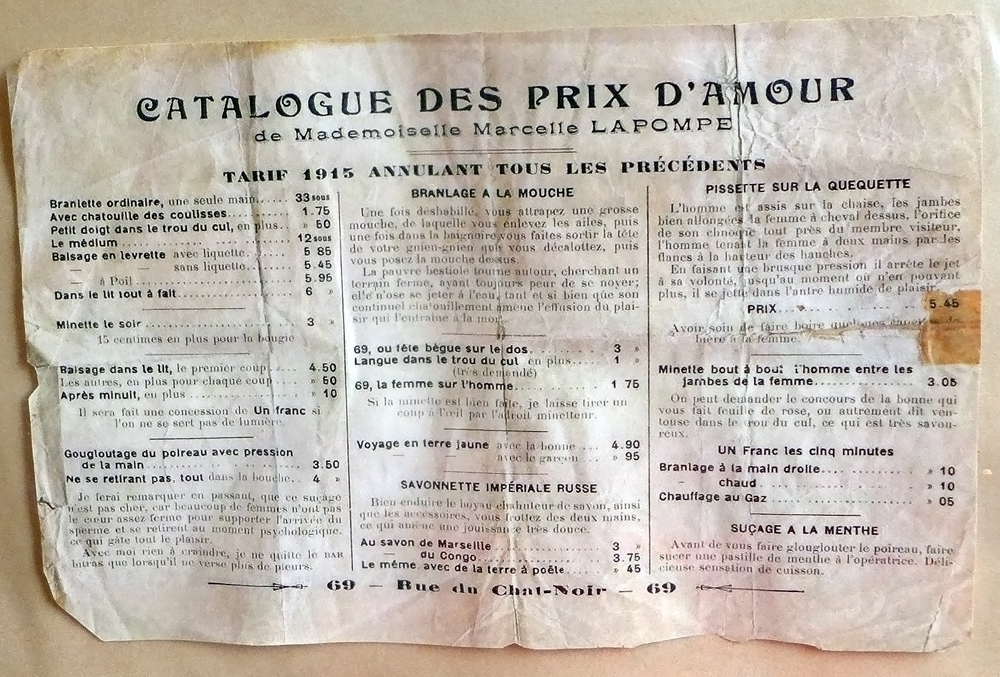 CATALOGUE DES PRIX D'AMOUR
de Mademoiselle Marcelle LAPOMPE
TARIF 1915 ANNULANT TOUS LES PRÉCÉDENTS
Branlette ordinaire, une seule main...... 33 sous
Avec chatouille des coulisses........ 1.75
Petit doigt dans le trou du cul, en plus.. » 50
Le médium.................. 12 sous
Baisage en levrette avec liquette.... 5 85
— — sans liquette..... 5.45
— à Poil............ 5.95
Dans le lit tout à fait............. 6 »
Minette le soir................ 3 »
15 centimes en plus pour la bougie
Baisage dans le lit, le premier coup..... 4.50
Les autres, en plus pour chaque coup.... » 50
Après minuit, en plus............ » 10
Il sera fait une concession de Un franc si
l'on ne se sert pas de lumière.
Gougloutage du poireau avec pression
de la main................. 3.50
Ne se retirant pas, tout dans la bouche.. 4 »
Je ferai remarquer en passant, que ce suçage
n'est pas cher, car beaucoup de femmes n'ont pas
le cœur assez ferme pour supporter l'arrivée du
sperme et se retirent au moment psychologique.
ce qui gâte tout le plaisir.
Avec moi rien à craindre, je ne quitte le BAR
biturus que lorsqu'il ne verse plus de pleurs.
BRANLAGE A LA MOUCHE
Une fois déshabillé, vous attrapez une grosse
mouche, de laquelle vous enlevez les ailes, puis
une fois dans la baignoire vous faites sortir la tête
de votre gnien-gnien que vous décalottez, puis
vous posez la mouche dessus.
La pauvre bestiole tourne autour, cherchant un
terrain ferme, ayant toujours peur de se noyer;
elle n'ose se jeter à l'eau, tant et si bien que son
continuel chatouillement amène l'effusion du plai-
sir qui l'entraîne à la mort.
69, ou tête bègue sur le dos......... 3 »
Langue dans le trou du cul en plus.... 1 »
(très demandé)
69, la femme sur l'homme.......... 1 75
Si la minette est bien faite, je laisse tirer un
coup à l'œil par l'adroit minetteur.
Voyage en terre jaune avec la bonne... 4.90
— avec le garçon... » 95
SAVONNETTE IMPÉRIALE RUSSE
Bien enduire le boyau chahuteur de savon, ainsi
que les accessoires, vous frottez des deux mains,
ce qui amène une jouissance très douce.
Au savon de Marseille............ 3 »
— du Congo............. 3.75
Le même, avec de la terre à poêle..... » 45
PISSETTE SUR LA QUEQUETTE
L'homme est assis sur la chaise, les jambes
bien allongées la femme à cheval dessus, l'orifice
de son cloaque tout près du membre visiteur,
l'homme tenant la femme à deux mains par les
flancs à la hauteur des hanches.
En faisant une brusque pression il arrête le jet
à sa volonté, jusqu'au moment où n'en pouvant
plus, il se jette dans l'antre humide de plaisir.
PRIX............ 5.45
Avoir soin de faire boire quelques
bière à la femme.
Minette bout à bout: l'homme entre les
jambes de la femme............ 3.05
On peut demander le concours de la bonne qui
vous fait feuille de rose, ou autrement dit ven-
touse dans le trou du cul, ce qui est très savou-
reux.
UN Franc les cinq minutes
Branlage à la main droite.......... » 10
— chaud.......... » 10
Chauffage au Gaz.............. » 05
SUÇAGE A LA MENTHE
Avant de vous faire glouglouter le poireau, faire
sucer une pastille de menthe à l'opératrice. Déli-
cieuse sensation de cuisson.
69 — Rue du Chat-Noir — 69